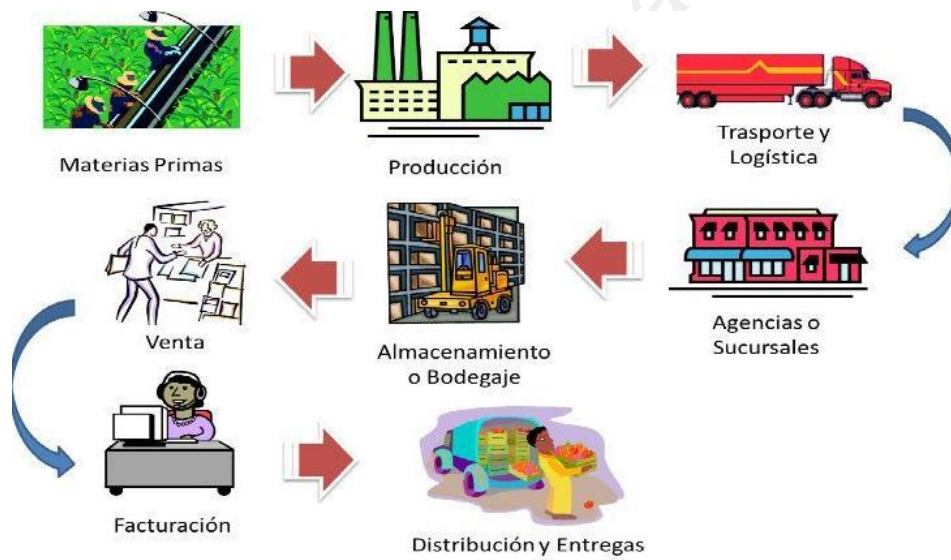 Materias Primas
Producción
Trasporte y
Logística
Venta
Almacenamiento
o Bodegaje
Agencias o
Sucursales
Facturación
Distribución y Entregas